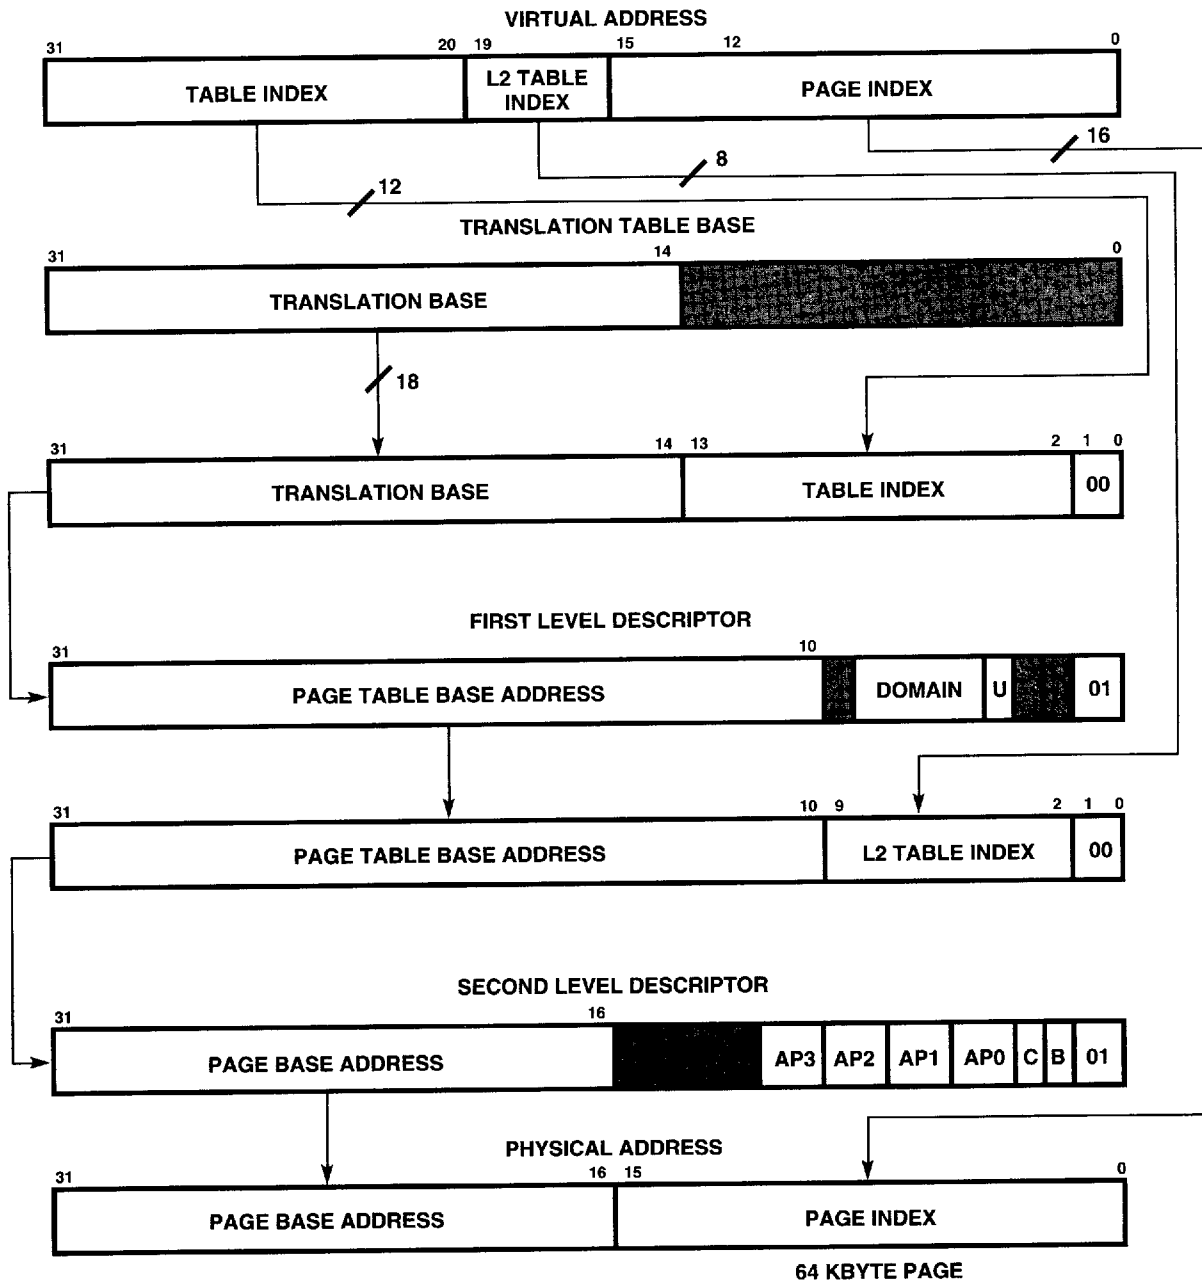 VIRTUAL ADDRESS
31 20 19 15 12 0
TABLE INDEX
L2 TABLE
INDEX
PAGE INDEX
16
8
12
TRANSLATION TABLE BASE
31 14 0
TRANSLATION BASE
18
31 14 13 2 1 0
TRANSLATION BASE TABLE INDEX 00
FIRST LEVEL DESCRIPTOR
31 10
PAGE TABLE BASE ADDRESS DOMAIN U 01
31 10 9 2 1 0
PAGE TABLE BASE ADDRESS L2 TABLE INDEX 00
SECOND LEVEL DESCRIPTOR
31 16
PAGE BASE ADDRESS AP3 AP2 AP1 AP0 C B 01
PHYSICAL ADDRESS
31 16 15 0
PAGE BASE ADDRESS PAGE INDEX
64 KBYTE PAGE